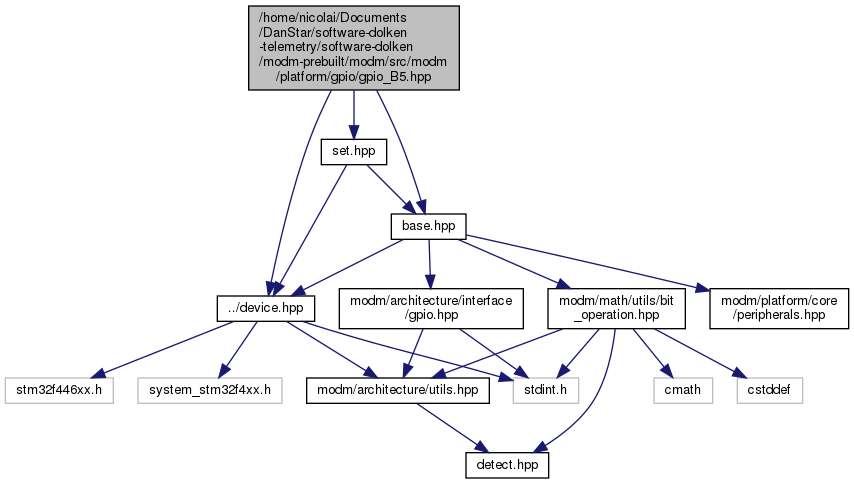 /home/nicolai/Documents
/DanStar/software-dolken
-telemetry/software-dolken
/modm-prebuilt/modm/src/modm
/platform/gpio/gpio_B5.hpp
set.hpp
base.hpp
../device.hpp
modm/architecture/interface
/gpio.hpp
modm/math/utils/bit
_operation.hpp
modm/platform/core
/peripherals.hpp
stm32f446xx.h
system_stm32f4xx.h
modm/architecture/utils.hpp
stdint.h
cmath
cstddef
detect.hpp